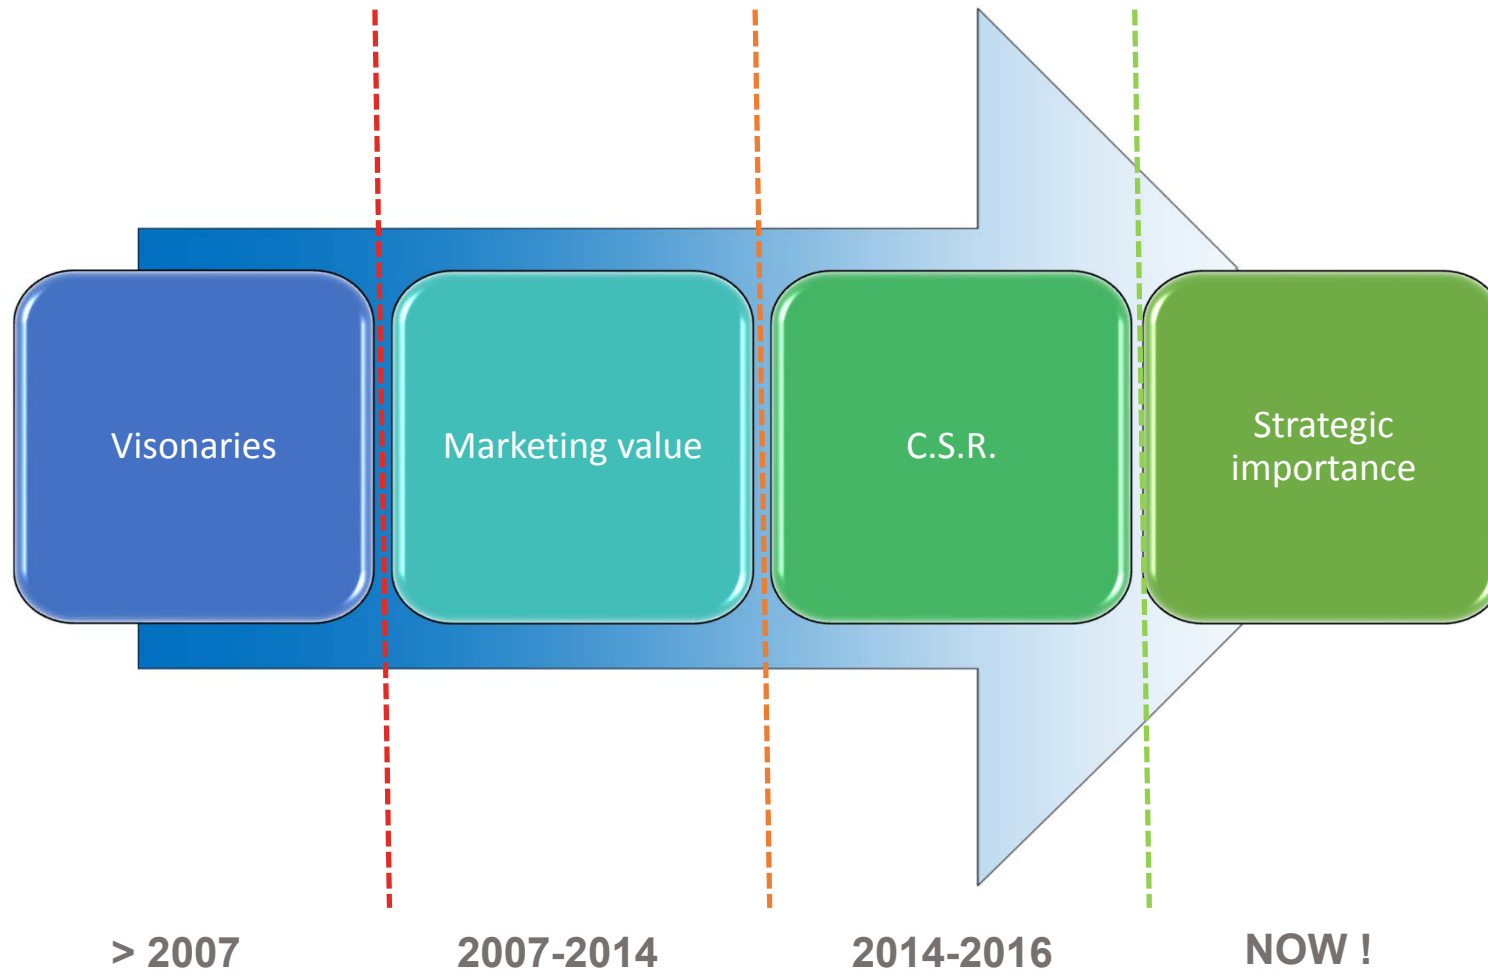 Visonaries
Marketing value
C.S.R.
Strategic
importance
> 2007
2007-2014
2014-2016
NOW !